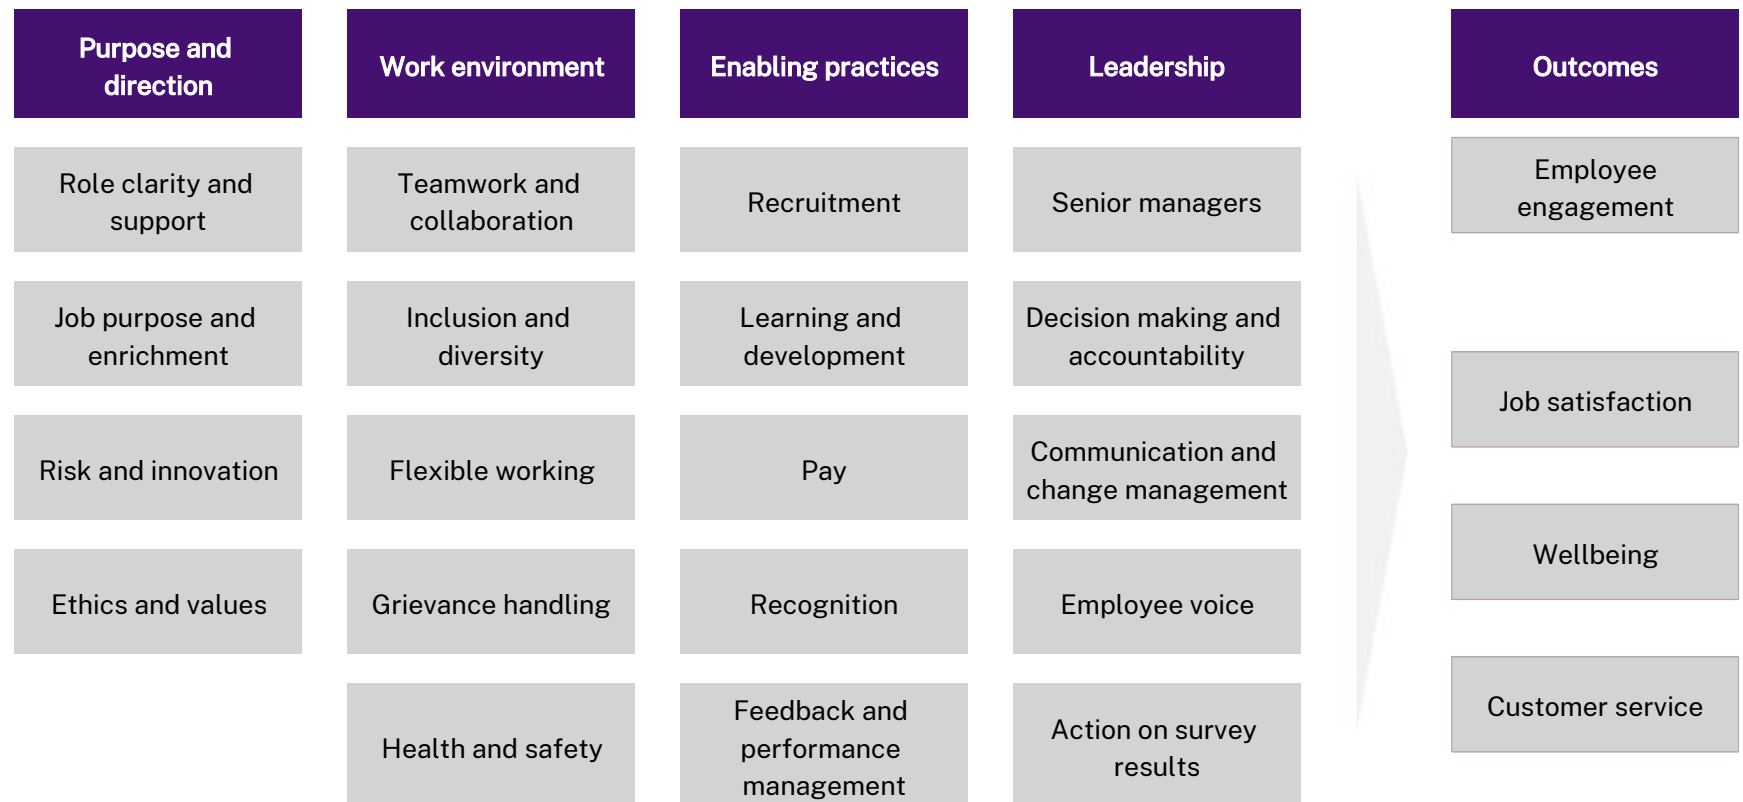 Purpose and
direction
Work environment
Enabling practices
Leadership
Outcomes
Role clarity and
support
Teamwork and
collaboration
Recruitment
Senior managers
Employee
engagement
Job purpose and
enrichment
Inclusion and
diversity
Learning and
development
Decision making and
accountability
Job satisfaction
Risk and innovation
Flexible working
Pay
Communication and
change management
Wellbeing
Ethics and values
Grievance handling
Recognition
Employee voice
Customer service
Health and safety
Feedback and
performance
management
Action on survey
results